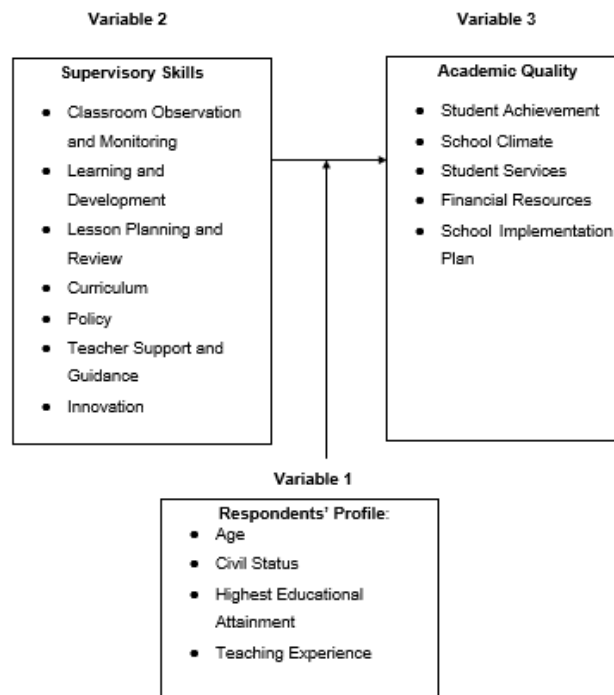 Variable 2
Supervisory Skills
● Classroom Observation
and Monitoring
● Learning and
Development
● Lesson Planning and
Review
● Curriculum
● Policy
● Teacher Support and
Guidance
● Innovation
Variable 3
Academic Quality
● Student Achievement
● School Climate
● Student Services
● Financial Resources
● School Implementation
Plan
Variable 1
Respondents' Profile:
● Age
● Civil Status
● Highest Educational
Attainment
● Teaching Experience